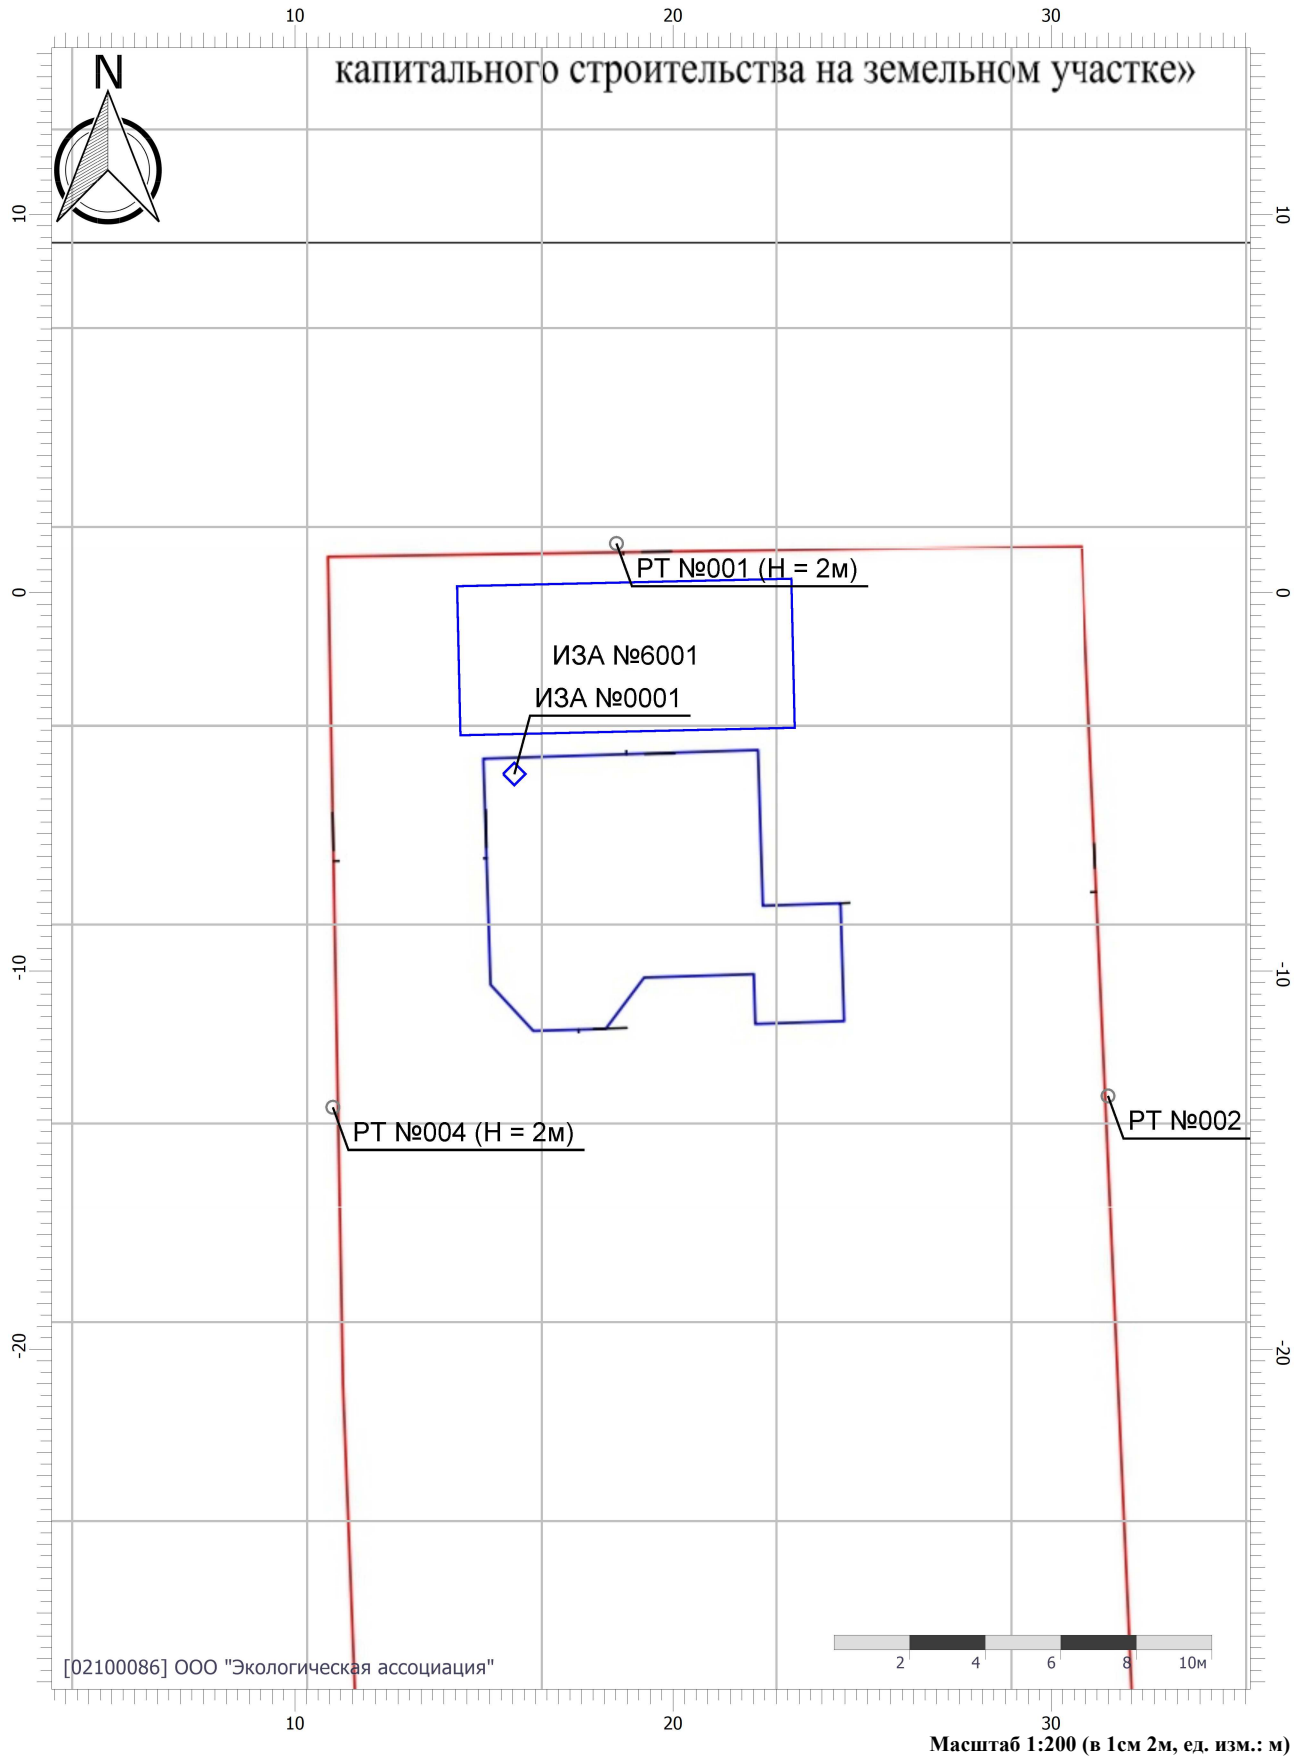 10 20 30
N
капитального строительства на земельном участке»
10 10
РТ №001 (Н = 2м)
0 0
ИЗА №6001
ИЗА №0001
-10 -10
РТ №004 (Н = 2м)
РТ №002
-20 -20
2 4 6 8 10м
[02100086] ООО "Экологическая ассоциация"
10 20 30
Масштаб 1:200 (в 1см 2м, ед. изм.: м)